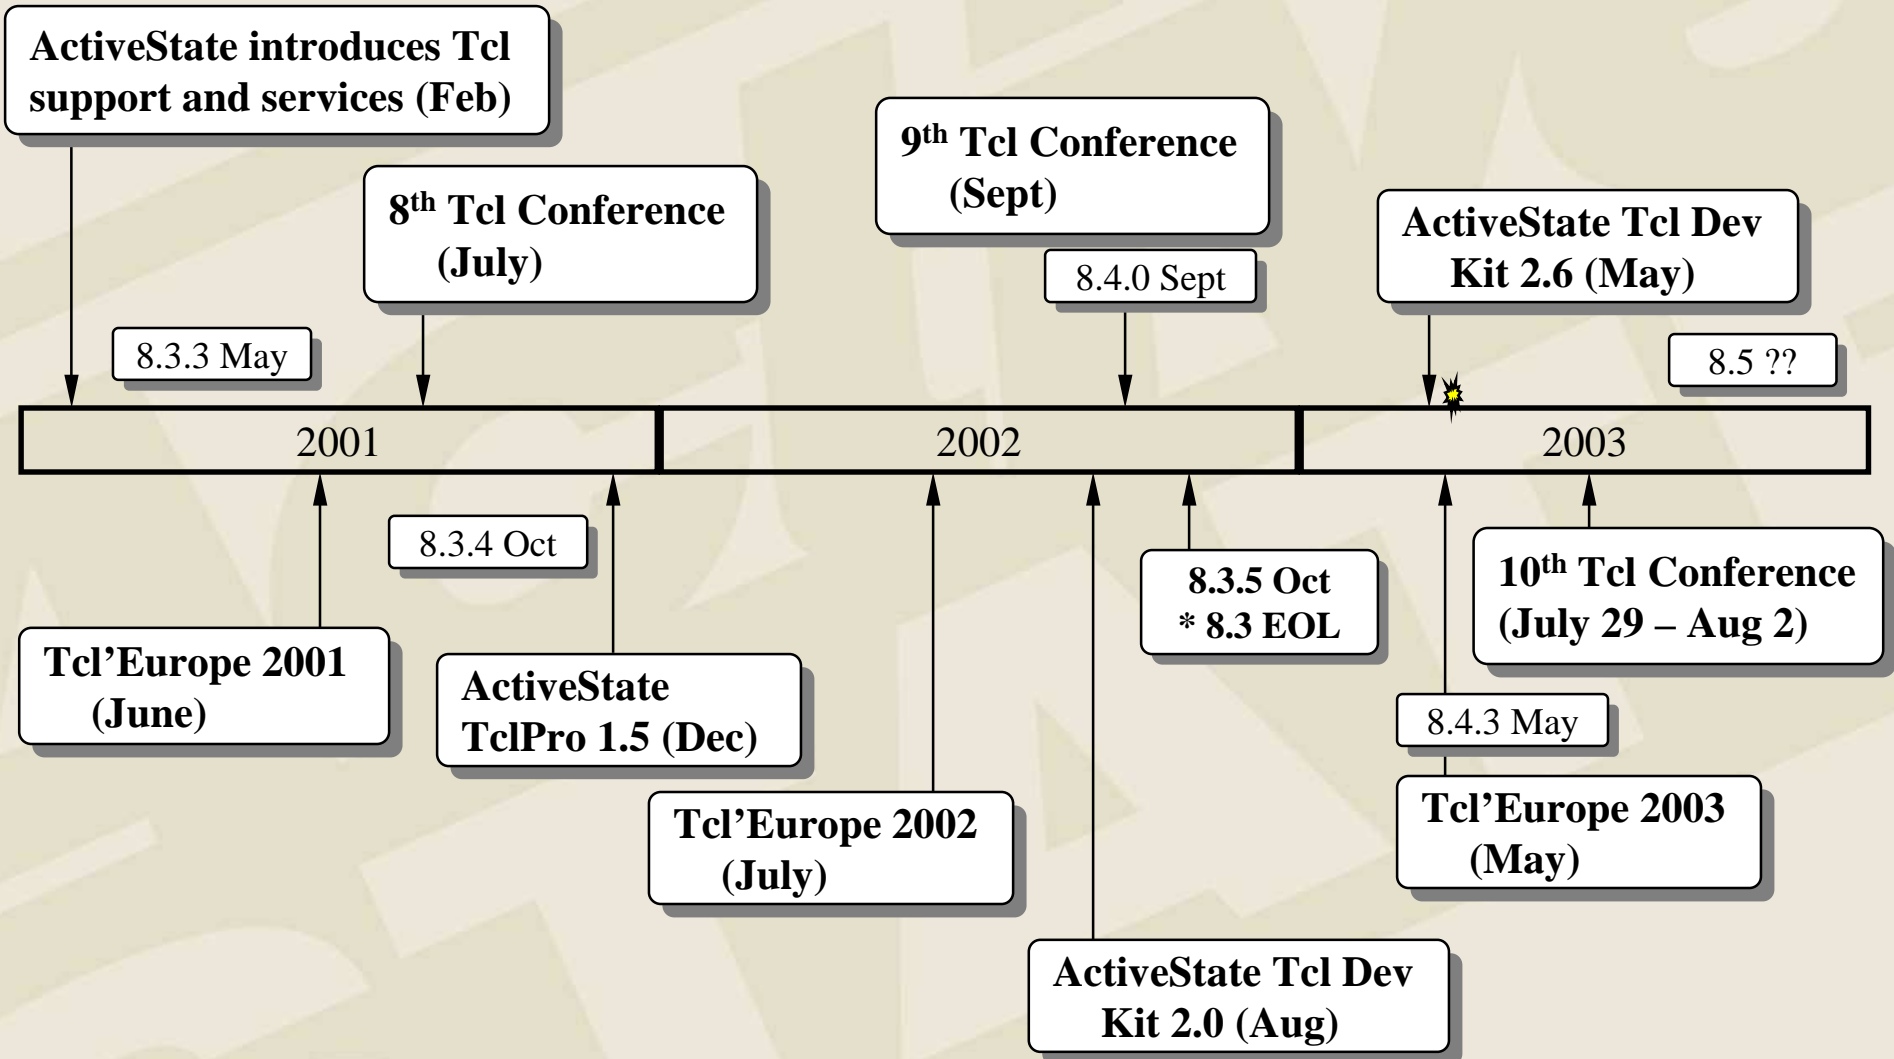 ActiveState introduces Tcl
support and services (Feb)
8th Tcl Conference
(July)
9th Tcl Conference
(Sept)
8.4.0 Sept
ActiveState Tcl Dev
Kit 2.6 (May)
8.3.3 May
8.5 ??
2001
2002
2003
8.3.4 Oct
8.3.5 Oct
* 8.3 EOL
10th Tcl Conference
(July 29 – Aug 2)
Tcl’Europe 2001
(June)
ActiveState
TclPro 1.5 (Dec)
8.4.3 May
Tcl’Europe 2002
(July)
Tcl’Europe 2003
(May)
ActiveState Tcl Dev
Kit 2.0 (Aug)